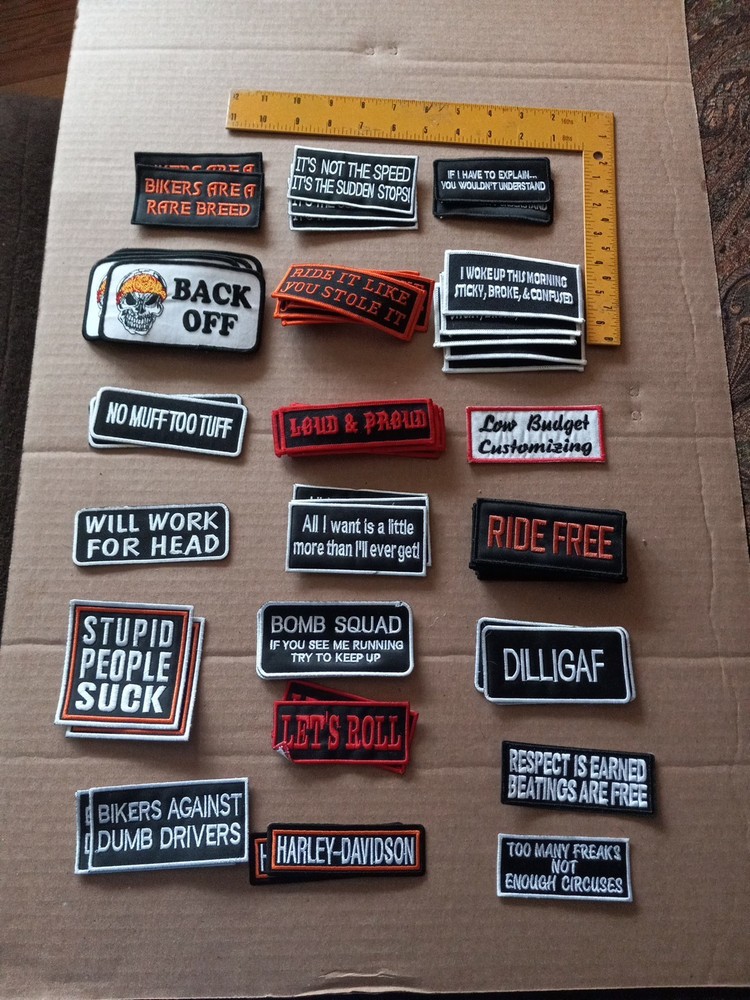 BIKERS ARE A
BIKERS ARE A
RARE BREED
IT'S NOT THE SPEED
IT'S THE SUDDEN STOPS!
IF I HAVE TO EXPLAIN...
YOU WOULDN'T UNDERSTAND
BACK
OFF
RIDE IT LIKE
YOU STOLE IT
I WOKE UP THIS MORNING
STICKY, BROKE, & CONFUSED
NO MUFF TOO TUFF
LOUD & PROUD
Low Budget
Customizing
WILL WORK
FOR HEAD
All I want is a little
more than I'll ever get!
RIDE FREE
STUPID
PEOPLE
SUCK
BOMB SQUAD
IF YOU SEE ME RUNNING
TRY TO KEEP UP
DILLIGAF
LET'S ROLL
RESPECT IS EARNED
BEATINGS ARE FREE
BIKERS AGAINST
DUMB DRIVERS
HARLEY-DAVIDSON
TOO MANY FREAKS
NOT
ENOUGH CIRCUSES